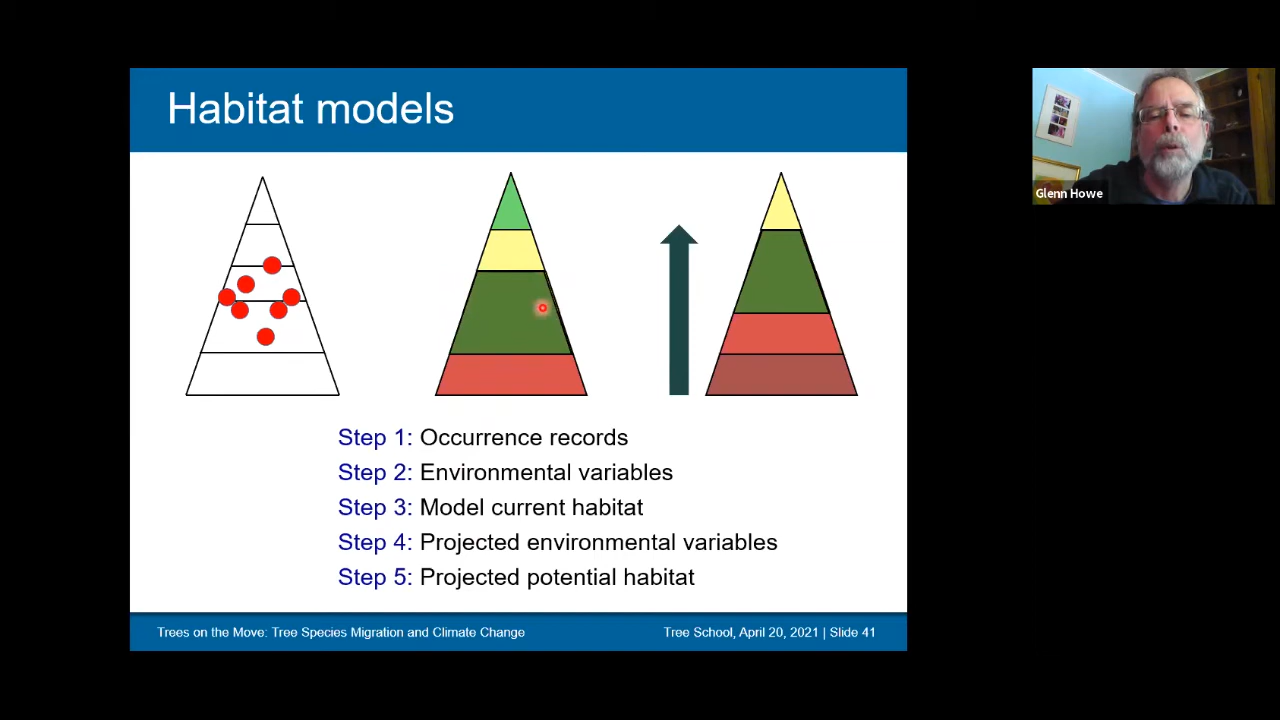 Habitat models
Glenn Howe
Step 1: Occurrence records
Step 2: Environmental variables
Step 3: Model current habitat
Step 4: Projected environmental variables
Step 5: Projected potential habitat
Trees on the Move: Tree Species Migration and Climate Change
Tree School, April 20, 2021 | Slide 41